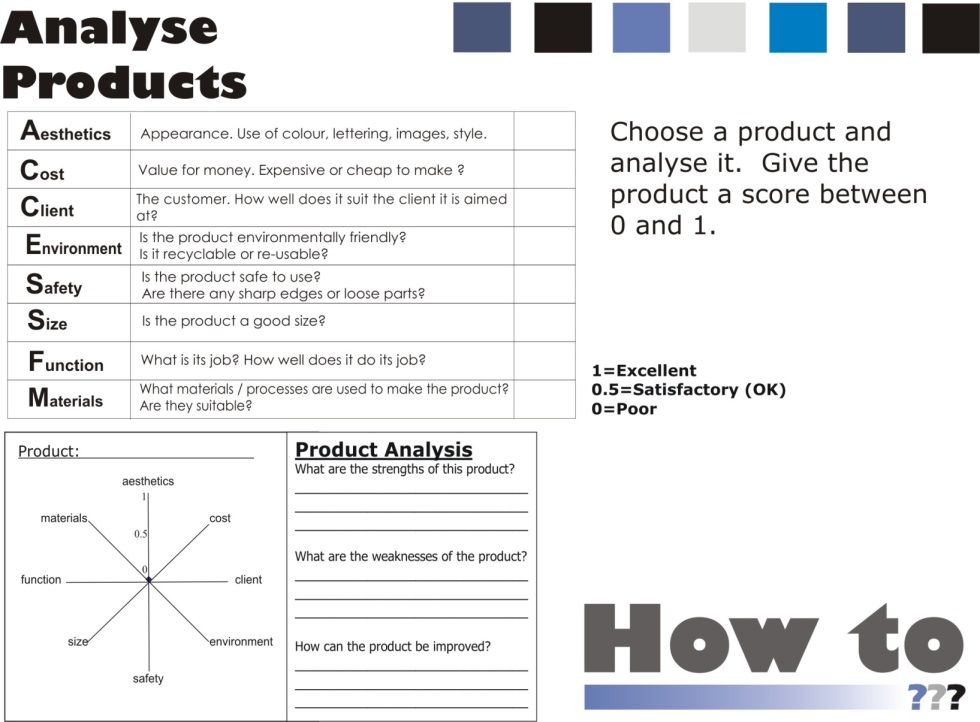 Analyse
Products
Aesthetics
Appearance. Use of colour, lettering, images, style.
Cost
Value for money. Expensive or cheap to make ?
Client
The customer. How well does it suit the client it is aimed
at?
Environment
Is the product environmentally friendly?
Is it recyclable or re-usable?
Safety
Is the product safe to use?
Are there any sharp edges or loose parts?
Size
Is the product a good size?
Function
What is its job? How well does it do its job?
Materials
What materials / processes are used to make the product?
Are they suitable?
Choose a product and
analyse it. Give the
product a score between
0 and 1.
1=Excellent
0.5=Satisfactory (OK)
0=Poor
Product:
aesthetics
1
materials
cost
0.5
0
function
client
size
environment
safety
Product Analysis
What are the strengths of this product?
What are the weaknesses of the product?
How can the product be improved?
How to
???